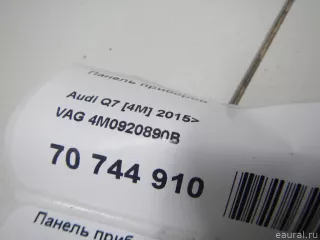 Панель приборов
Audi Q7 [4M] 2015>
VAG 4M0920890B
70 744 910
Панель приб
eaural.ru